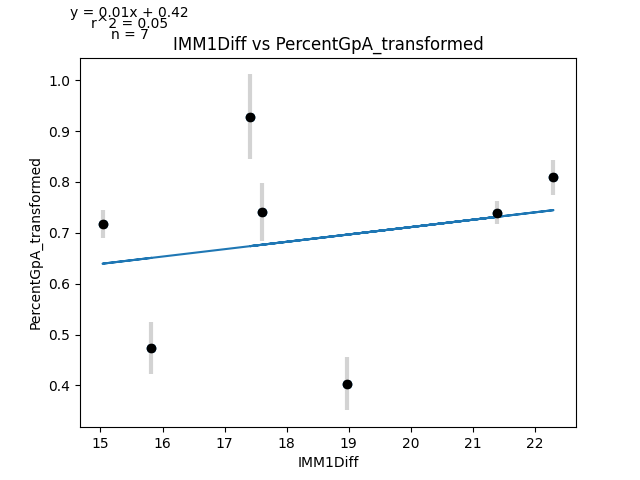 y = 0.01x + 0.42
r^2 = 0.05
n = 7
IMM1Diff vs PercentGpA_transformed
1.0
0.9
0.8
0.7
0.6
0.5
0.4
PercentGpA_transformed
15 16 17 18 19 20 21 22
IMM1Diff